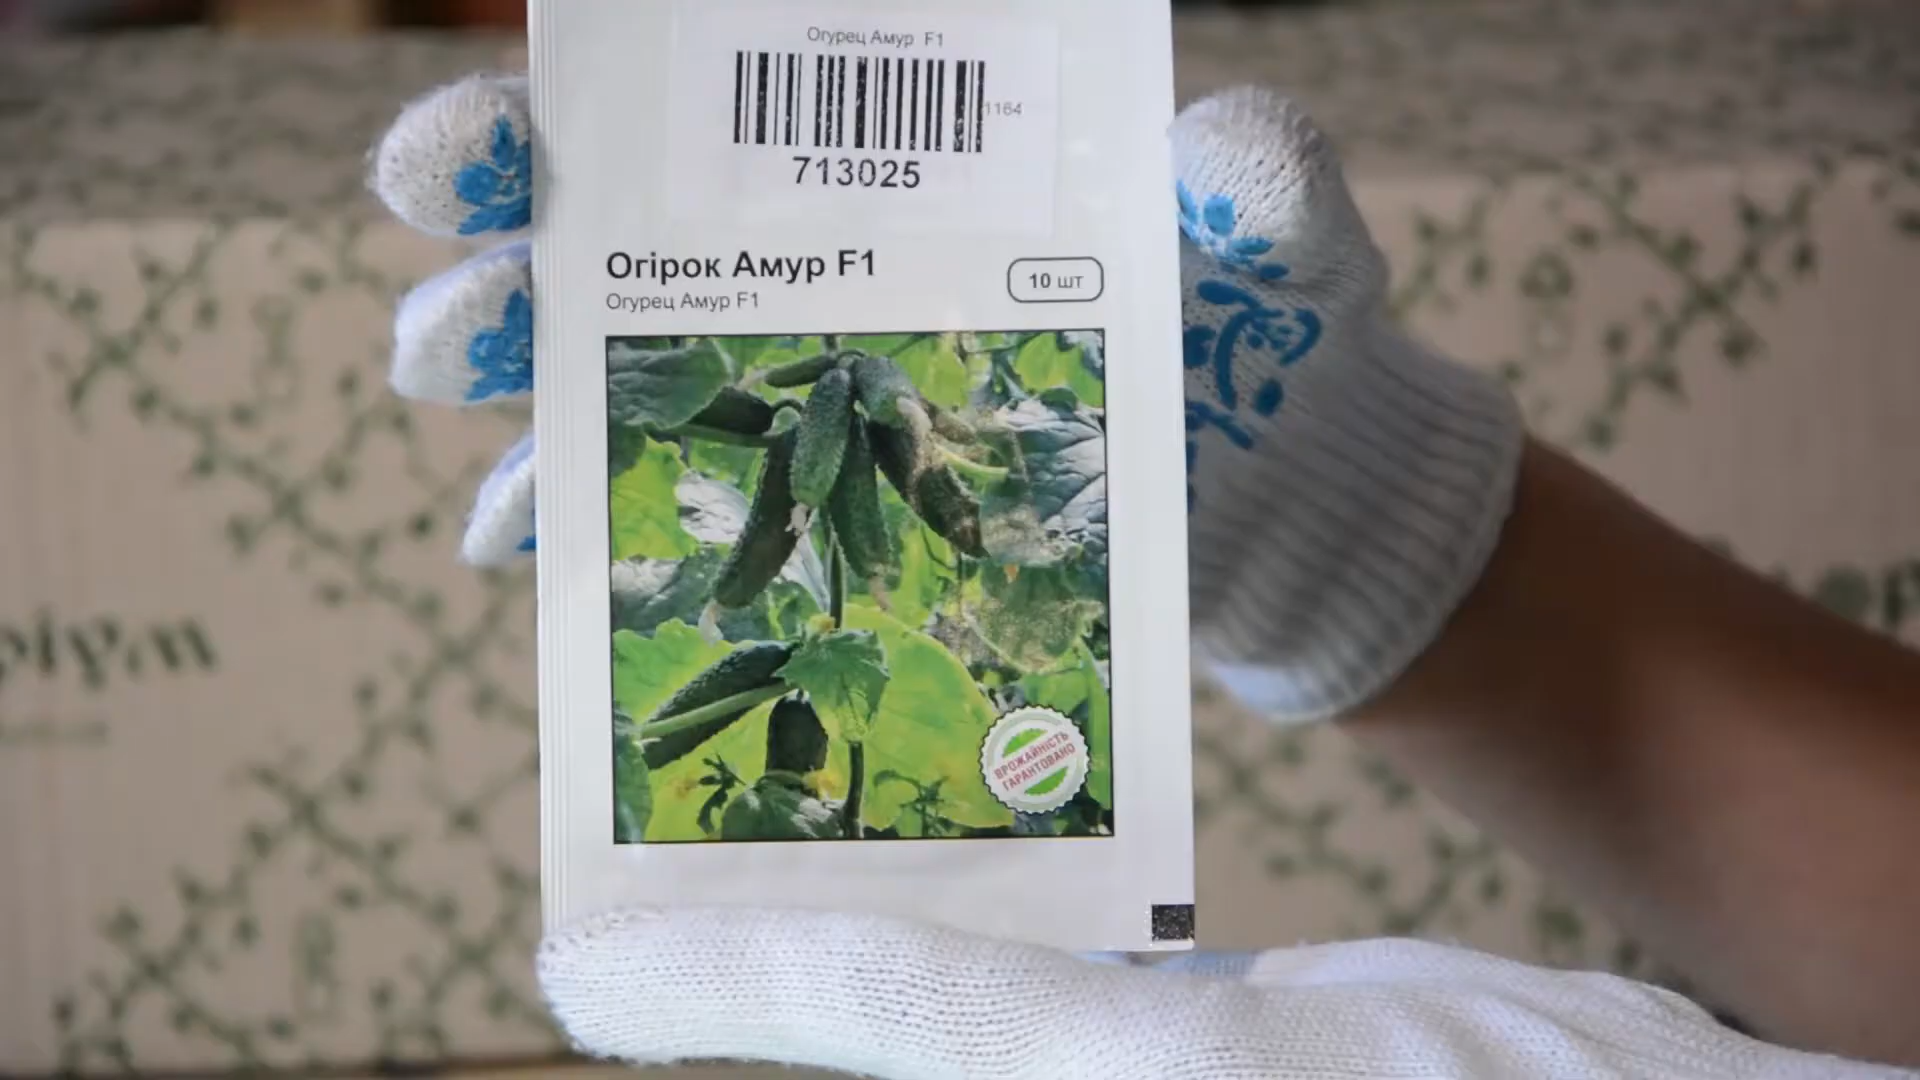 Огурец Амур F1
1164
713025
Огірок Амур F1
10 шт
Огурец Амур F1
ВРОЖАЙНІСТЬ
ГАРАНТОВАНО